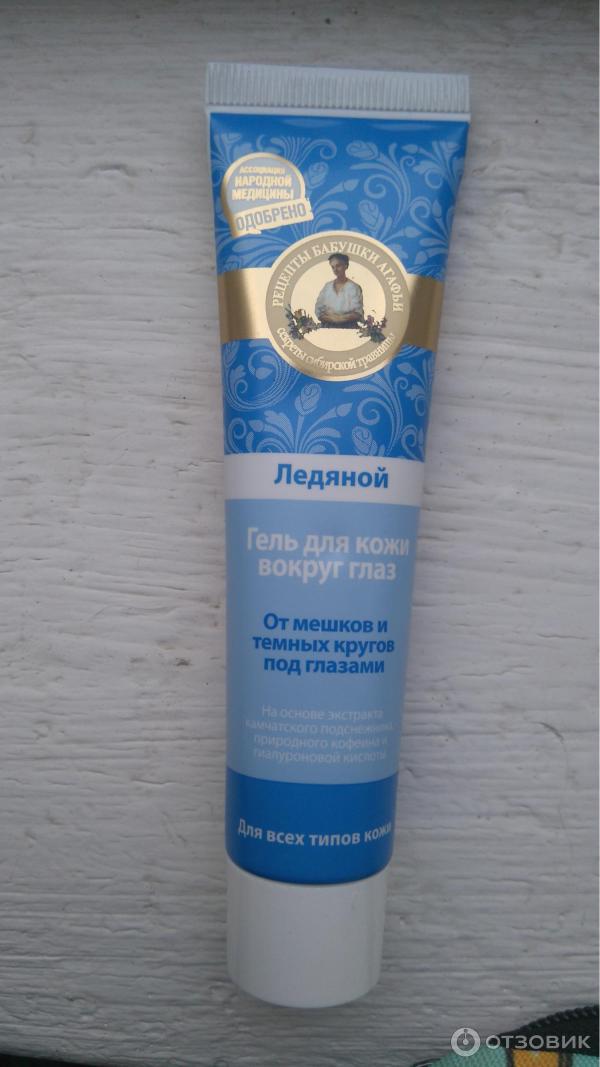 АССОЦИАЦИЯ
НАРОДНОЙ
МЕДИЦИНЫ
ОДОБРЕНО
РЕЦЕПТЫ БАБУШКИ АГАФЬИ
секреты сибирской травницы
Ледяной
Гель для кожи
вокруг глаз
От мешков и
темных кругов
под глазами
На основе экстракта
камчатского подснежника,
природного кофеина и
гиалуроновой кислоты
Для всех типов кожи
ОТЗОВИК